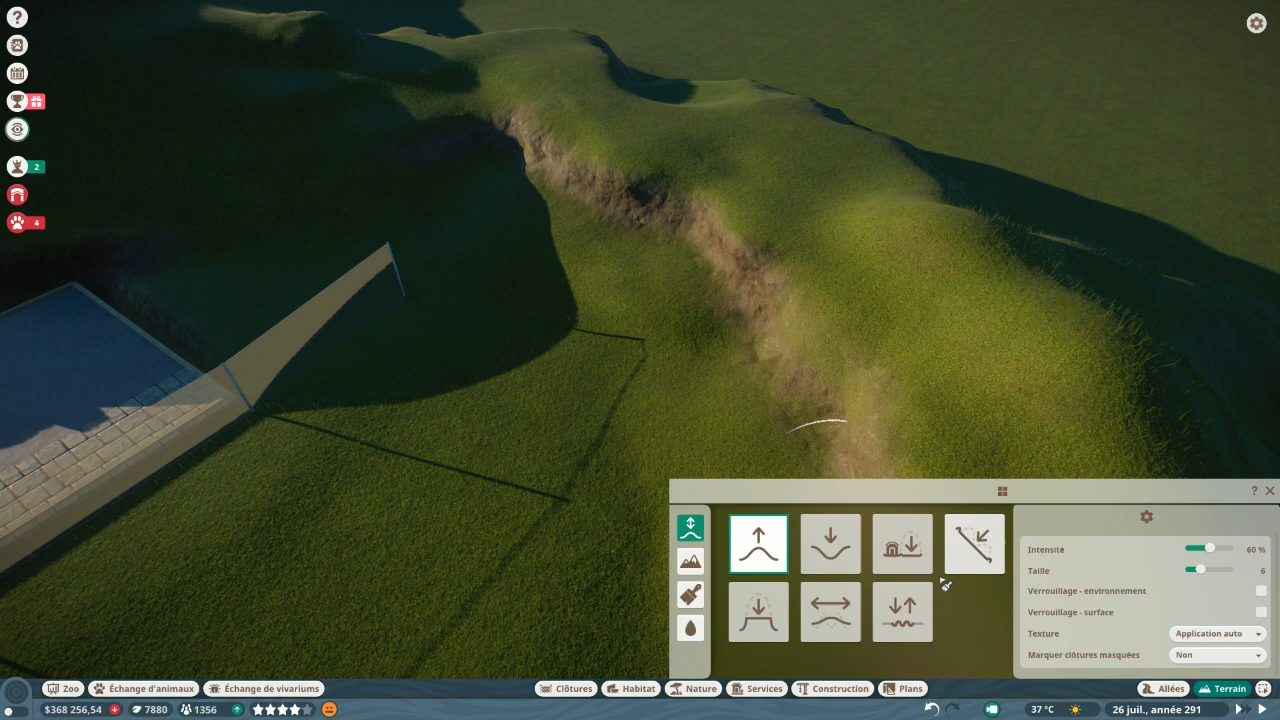 ?
2
4
?
Intensité 60 %
Taille 6
Verrouillage - environnement
Verrouillage - surface
Texture Application auto
Marquer clôtures masquées Non
Zoo Échange d'animaux Échange de vivariums Clôtures Habitat Nature Services Construction Plans Allées Terrain
$368 256,54 7880 1356 37 °C 26 juil., année 291